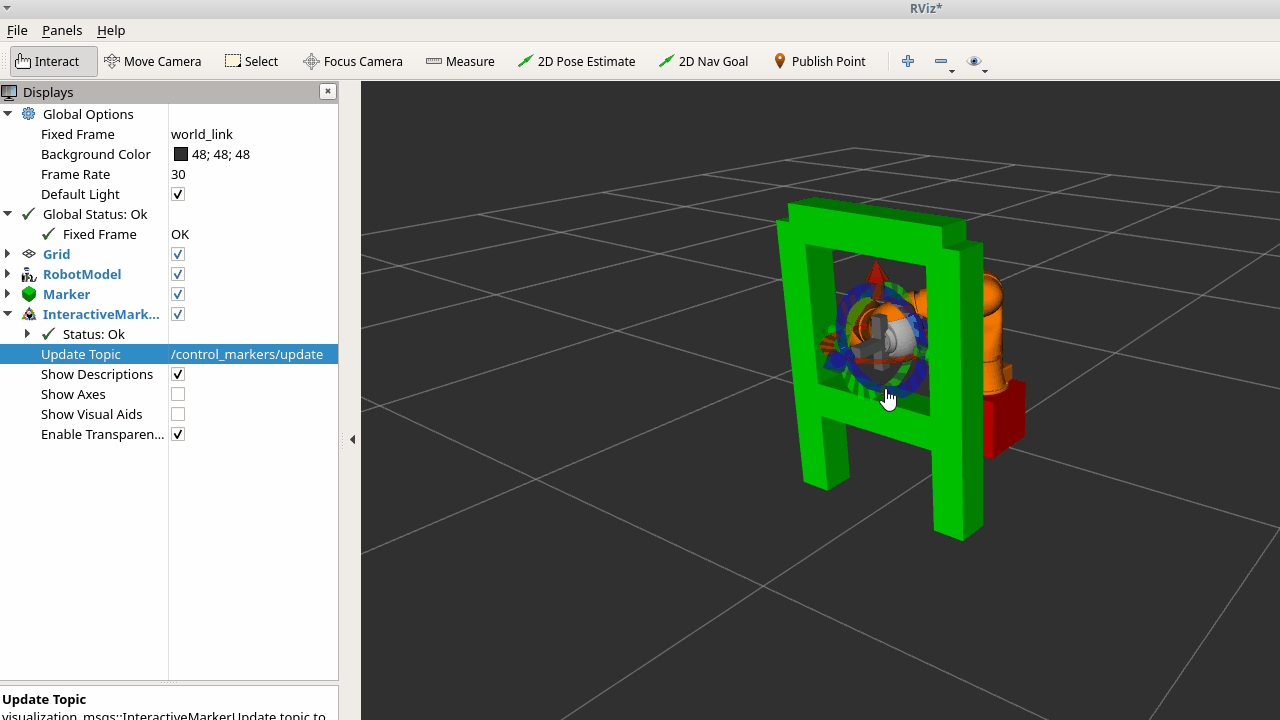 RViz*
File Panels Help
Interact Move Camera Select Focus Camera Measure 2D Pose Estimate 2D Nav Goal Publish Point
Displays
Global Options
Fixed Frame world_link
Background Color 48; 48; 48
Frame Rate 30
Default Light
Global Status: Ok
Fixed Frame OK
Grid
RobotModel
Marker
InteractiveMark...
Status: Ok
Update Topic /control_markers/update
Show Descriptions
Show Axes
Show Visual Aids
Enable Transparen...
Update Topic
visualization_msgs::InteractiveMarkerUpdate topic to